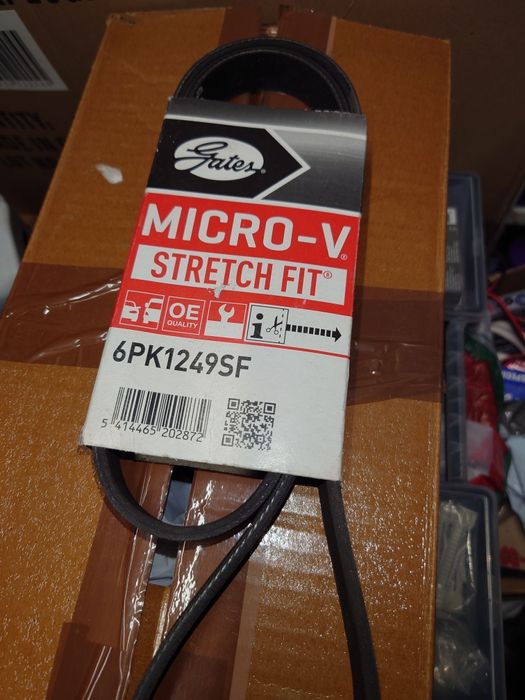 Gates
MICRO-V®
STRETCH FIT®
OE
QUALITY
i
6PK1249SF
5 414465 202872